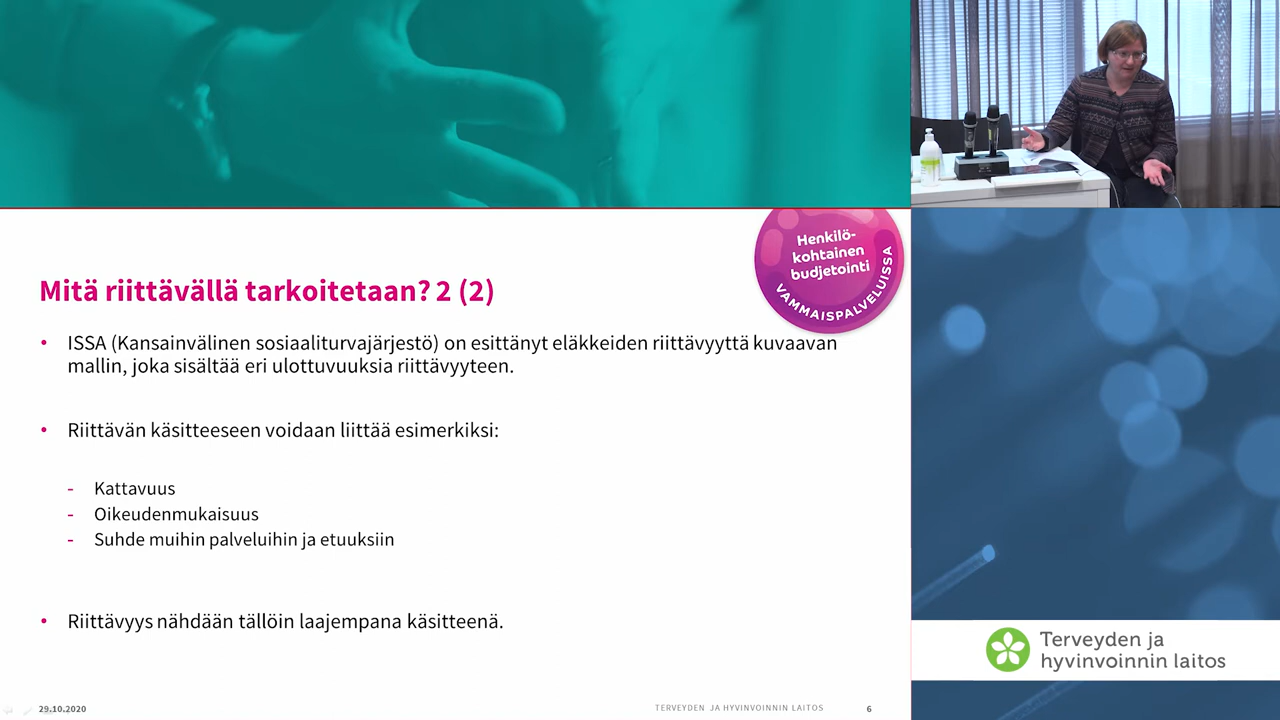 Henkilö-
kohtainen
budjetointi
VAMMAISPALVELUISSA
Mitä riittävällä tarkoitetaan? 2 (2)
• ISSA (Kansainvälinen sosiaaliturvajärjestö) on esittänyt eläkkeiden riittävyyttä kuvaavan
mallin, joka sisältää eri ulottuvuuksia riittävyyteen.
• Riittävän käsitteeseen voidaan liittää esimerkiksi:
- Kattavuus
- Oikeudenmukaisuus
- Suhde muihin palveluihin ja etuuksiin
• Riittävyys nähdään tällöin laajempana käsitteenä.
29.10.2020
TERVEYDEN JA HYVINVOINNIN LAITOS
6
Terveyden ja
hyvinvoinnin laitos